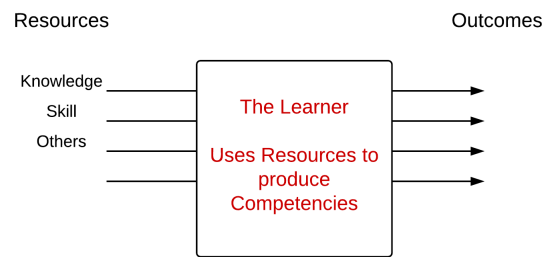 Resources
Outcomes
Knowledge
Skill
Others
The Learner
Uses Resources to
produce
Competencies